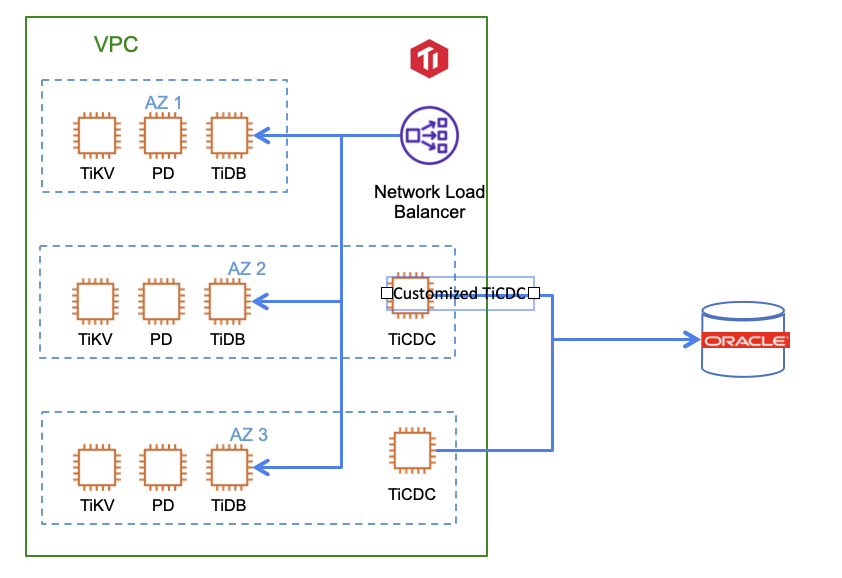 VPC
Ti
AZ 1
TiKV
PD
TiDB
Network Load
Balancer
AZ 2
Customized TiCDC
TiKV
PD
TiDB
TiCDC
ORACLE
AZ 3
TiKV
PD
TiDB
TiCDC